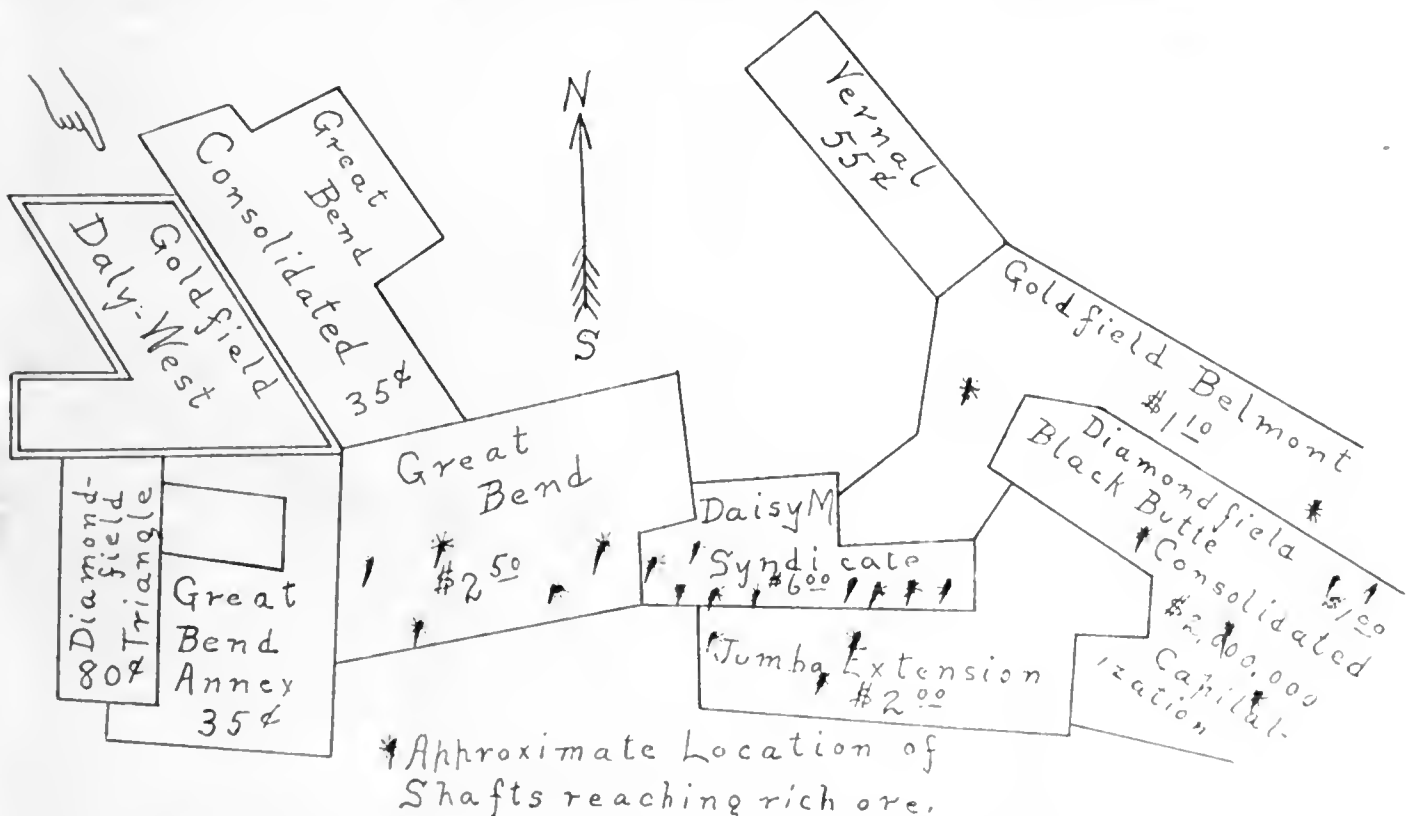 Great
Bend
Consolidated
35¢
Goldfield
Daly-West
N
S
Vernal
55¢
Goldfield Belmont
$1 10
Diamondfield
Black Butte
Consolidated
$1.00
$2,000,000
Capital-
ization
Great
Bend
$2 50
Daisy M
Syndicate
$6 00
Jumbo Extension
$2 00
Diamond-
field
Triangle
80¢
Great
Bend
Annex
35¢
Approximate Location of
Shafts reaching rich ore.